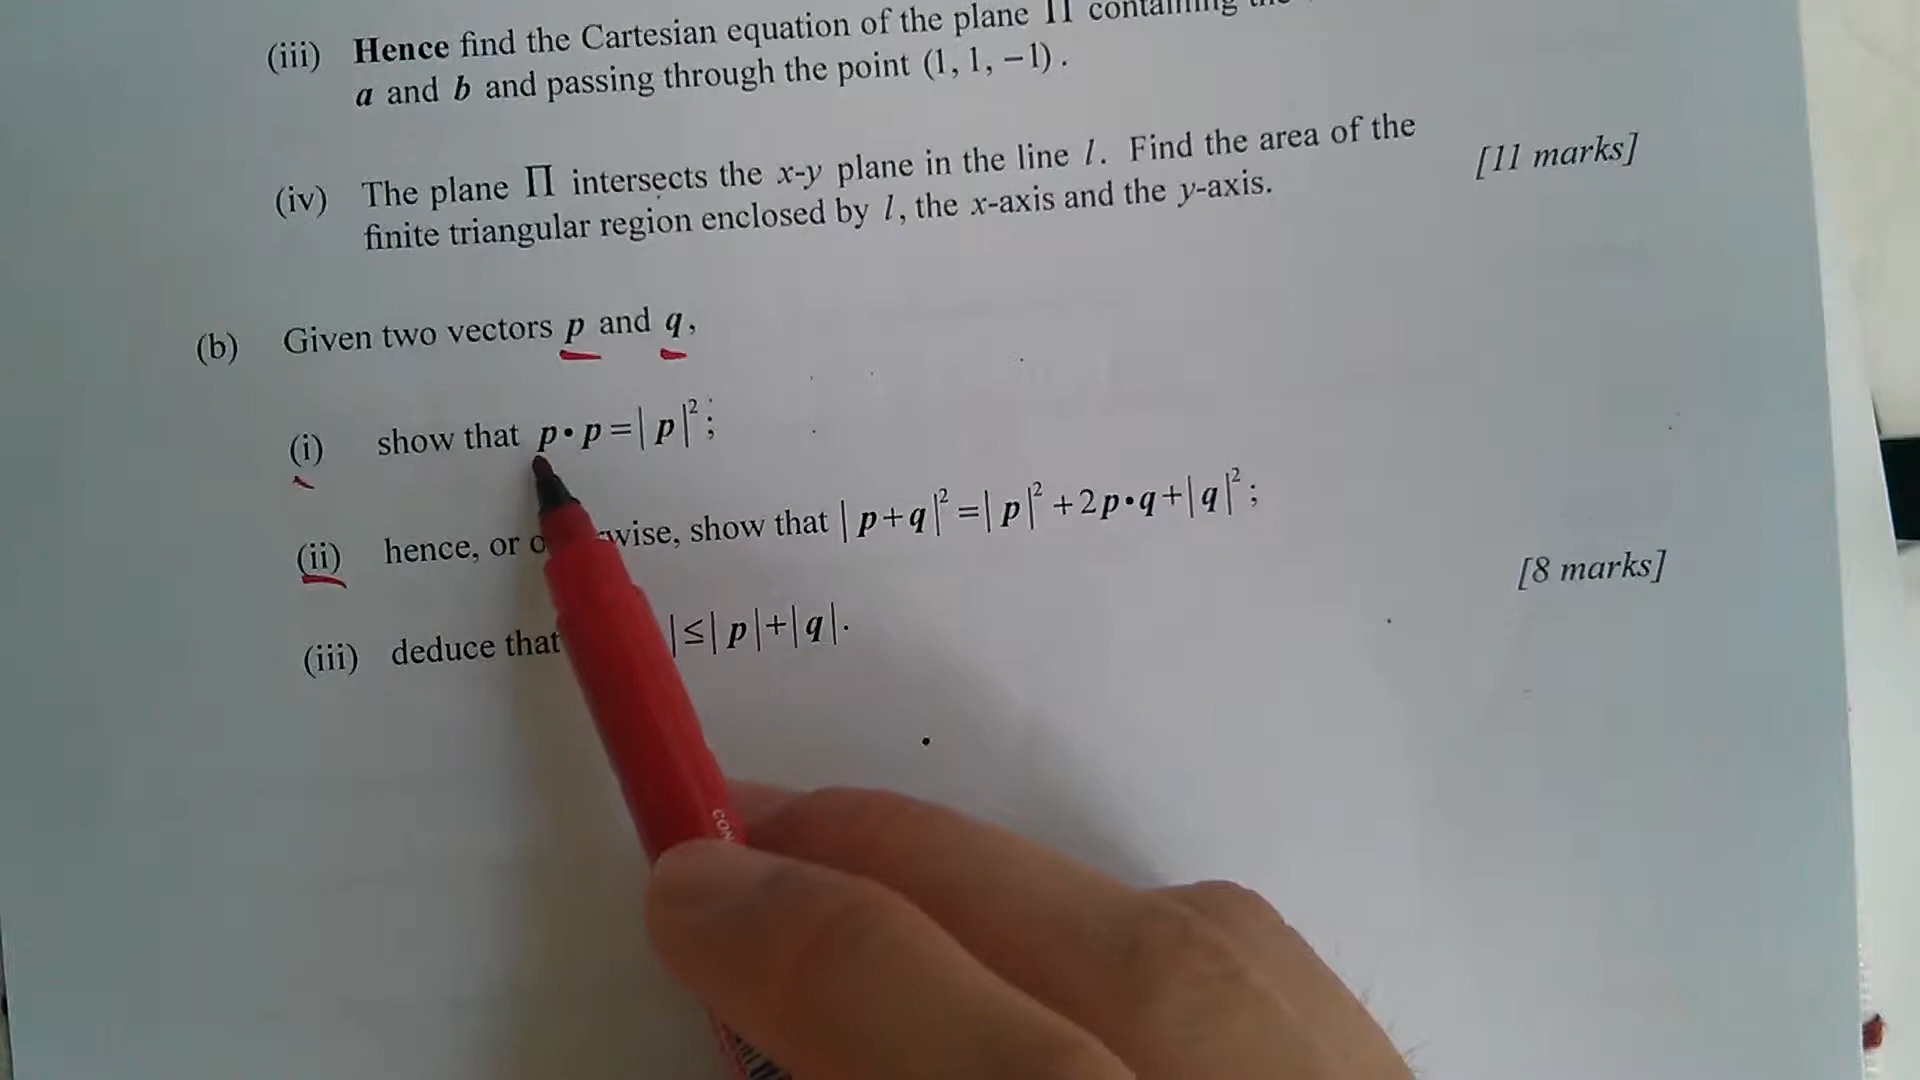 (iii) Hence find the Cartesian equation of the plane Π containing
a and b and passing through the point (1, 1, −1).
(iv) The plane Π intersects the x-y plane in the line l. Find the area of the
finite triangular region enclosed by l, the x-axis and the y-axis.
[11 marks]
(b) Given two vectors p and q,
(i) show that p•p=|p|²;
(ii) hence, or wise, show that |p+q|²=|p|²+2p•q+|q|²;
(iii) deduce that |≤|p|+|q|.
[8 marks]
CON